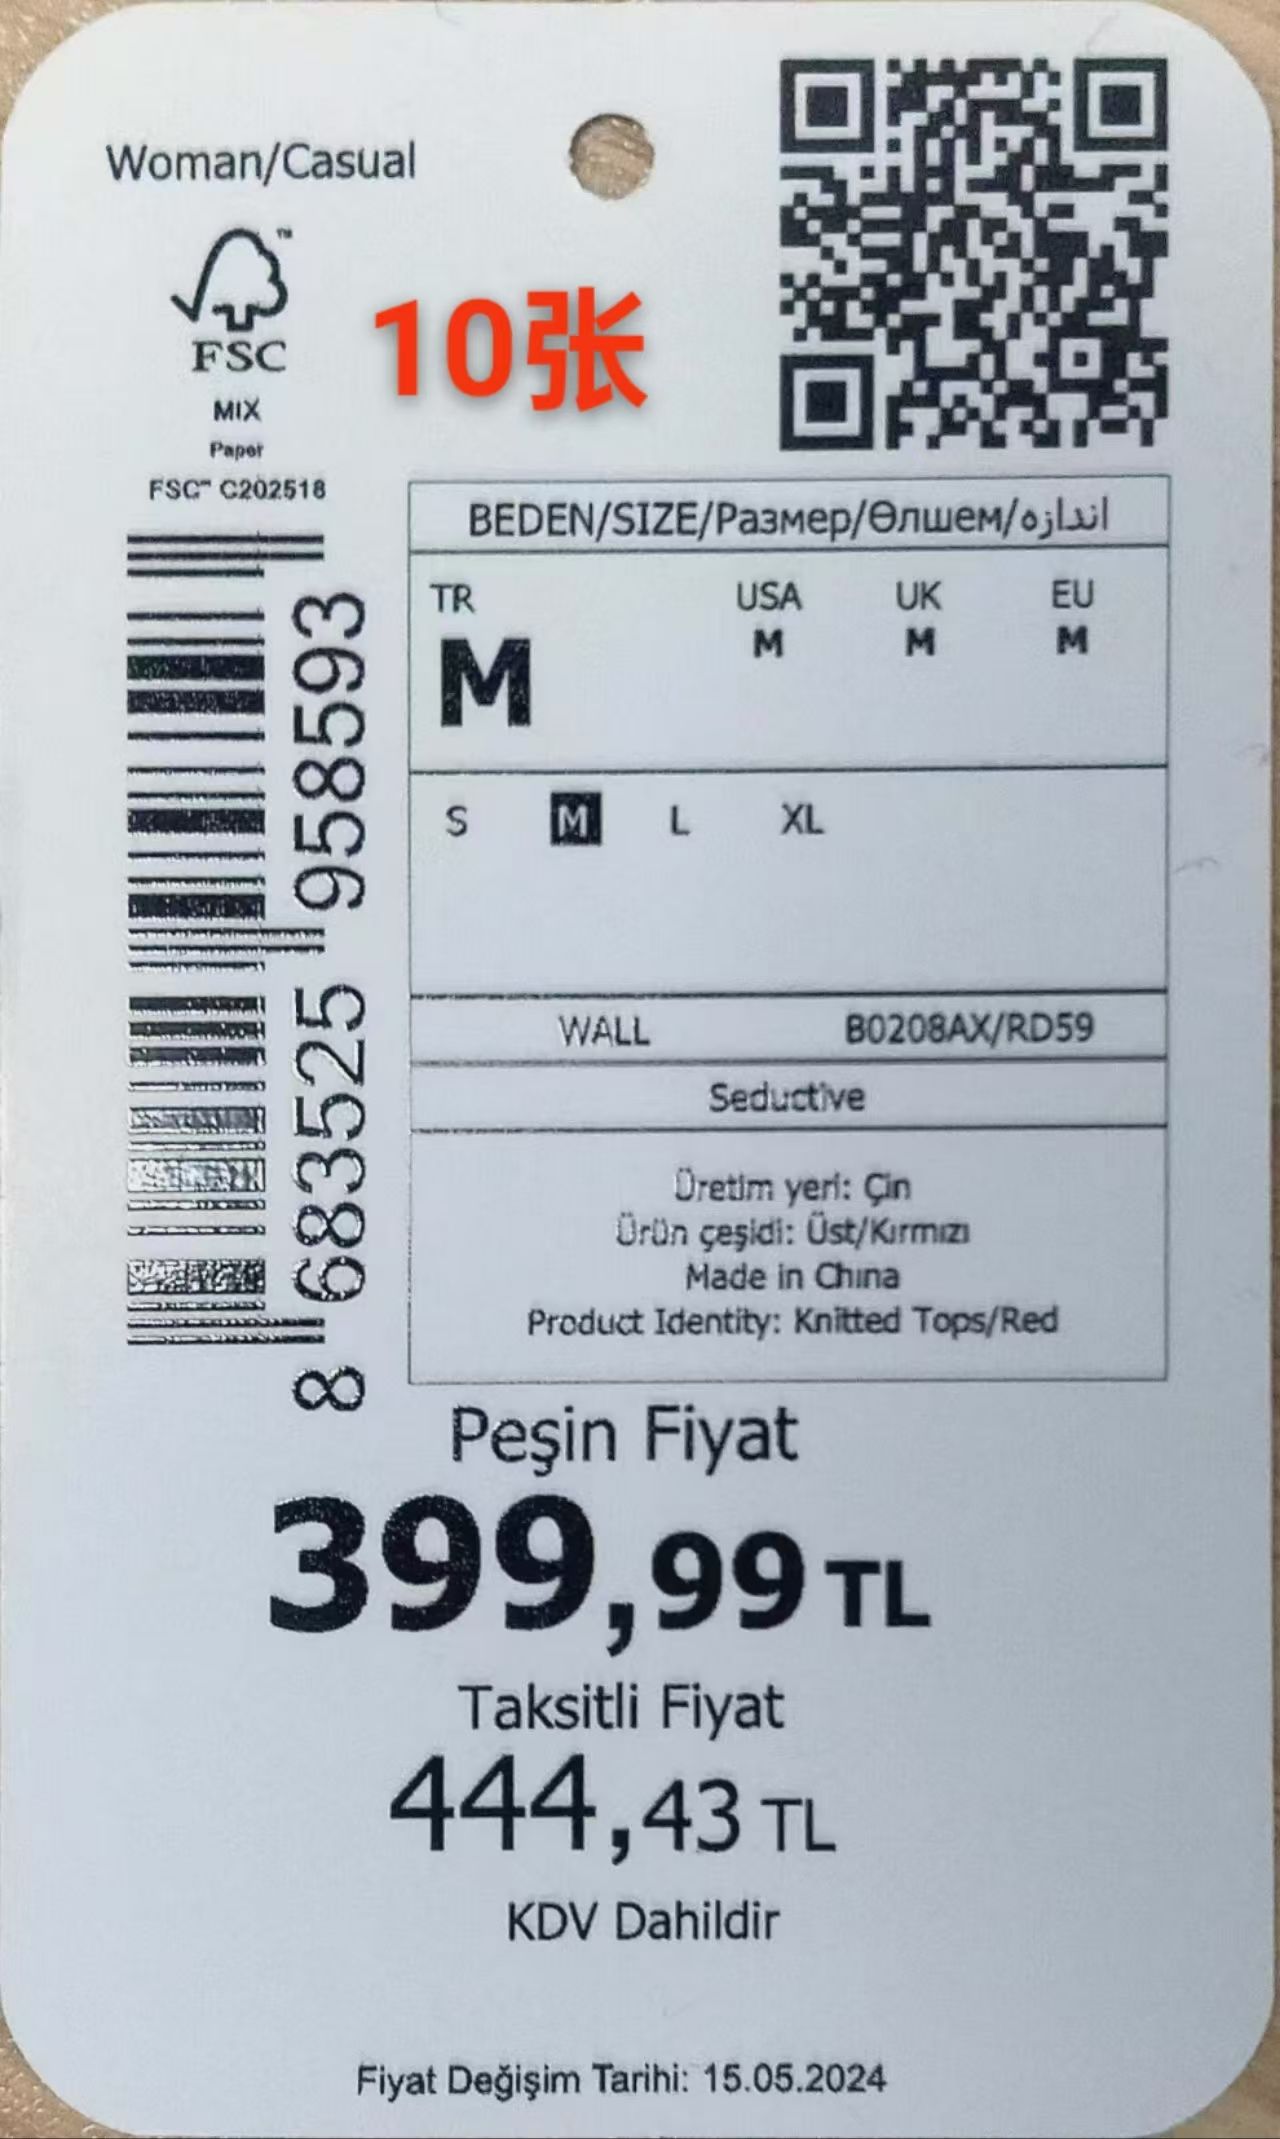 Woman/Casual
FSC™
MIX
Paper
FSC™ C202518
10张
BEDEN/SIZE/Размер/Өлшем/اندازه
TR USA UK EU
M M M M
S M L XL
WALL B0208AX/RD59
Seductive
Üretim yeri: Çin
Ürün çeşidi: Üst/Kırmızı
Made in China
Product Identity: Knitted Tops/Red
8 683525 958593
Peşin Fiyat
399,99 TL
Taksitli Fiyat
444,43 TL
KDV Dahildir
Fiyat Değişim Tarihi: 15.05.2024